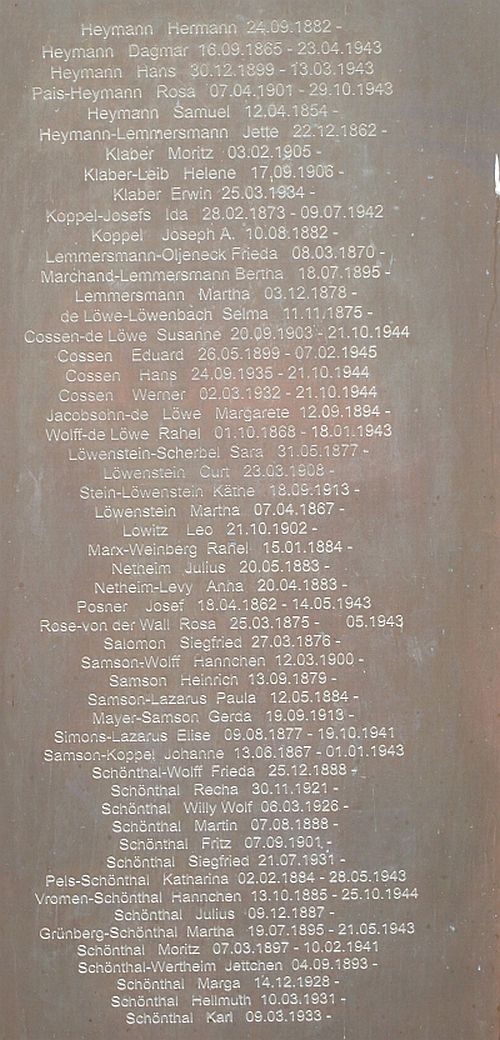 Heymann Hermann 24.09.1882 -
Heymann Dagmar 16.09.1865 - 23.04.1943
Heymann Hans 30.12.1899 - 13.03.1943
Pais-Heymann Rosa 07.04.1901 - 29.10.1943
Heymann Samuel 12.04.1854 -
Heymann-Lemmersmann Jette 22.12.1862 -
Klaber Moritz 03.02.1905 -
Klaber-Leib Helene 17.09.1906 -
Klaber Erwin 25.03.1934 -
Koppel-Josefs Ida 28.02.1873 - 09.07.1942
Koppel Joseph A. 10.08.1882 -
Lemmersmann-Oljeneck Frieda 08.03.1870 -
Marchand-Lemmersmann Bertha 18.07.1895 -
Lemmersmann Martha 03.12.1878 -
de Löwe-Löwenbach Selma 11.11.1875 -
Cossen-de Löwe Susanne 20.09.1903 - 21.10.1944
Cossen Eduard 26.05.1899 - 07.02.1945
Cossen Hans 24.09.1935 - 21.10.1944
Cossen Werner 02.03.1932 - 21.10.1944
Jacobsohn-de Löwe Margarete 12.09.1894 -
Wolff-de Löwe Rahel 01.10.1868 - 18.01.1943
Löwenstein-Scherbel Sara 31.05.1877 -
Löwenstein Curt 23.03.1908 -
Stein-Löwenstein Käthe 18.09.1913 -
Löwenstein Martha 07.04.1867 -
Lowitz Leo 21.10.1902 -
Marx-Weinberg Rahel 15.01.1884 -
Netheim Julius 20.05.1883 -
Netheim-Levy Anna 20.04.1883 -
Posner Josef 18.04.1862 - 14.05.1943
Rose-von der Wall Rosa 25.03.1875 - 05.1943
Salomon Siegfried 27.03.1876 -
Samson-Wolff Hannchen 12.03.1900 -
Samson Heinrich 13.09.1879 -
Samson-Lazarus Paula 12.05.1884 -
Mayer-Samson Gerda 19.09.1913 -
Simons-Lazarus Elise 09.08.1877 - 19.10.1941
Samson-Koppel Johanne 13.06.1867 - 01.01.1943
Schönthal-Wolff Frieda 25.12.1888 -
Schönthal Recha 30.11.1921 -
Schönthal Willy Wolf 06.03.1926 -
Schönthal Martin 07.08.1888 -
Schönthal Fritz 07.09.1901 -
Schönthal Siegfried 21.07.1931 -
Pels-Schönthal Katharina 02.02.1884 - 28.05.1943
Vromen-Schönthal Hannchen 13.10.1885 - 25.10.1944
Schönthal Julius 09.12.1887 -
Grünberg-Schönthal Martha 19.07.1895 - 21.05.1943
Schönthal Moritz 07.03.1897 - 10.02.1941
Schönthal-Wertheim Jettchen 04.09.1893 -
Schönthal Marga 14.12.1928 -
Schönthal Hellmuth 10.03.1931 -
Schönthal Karl 09.03.1933 -